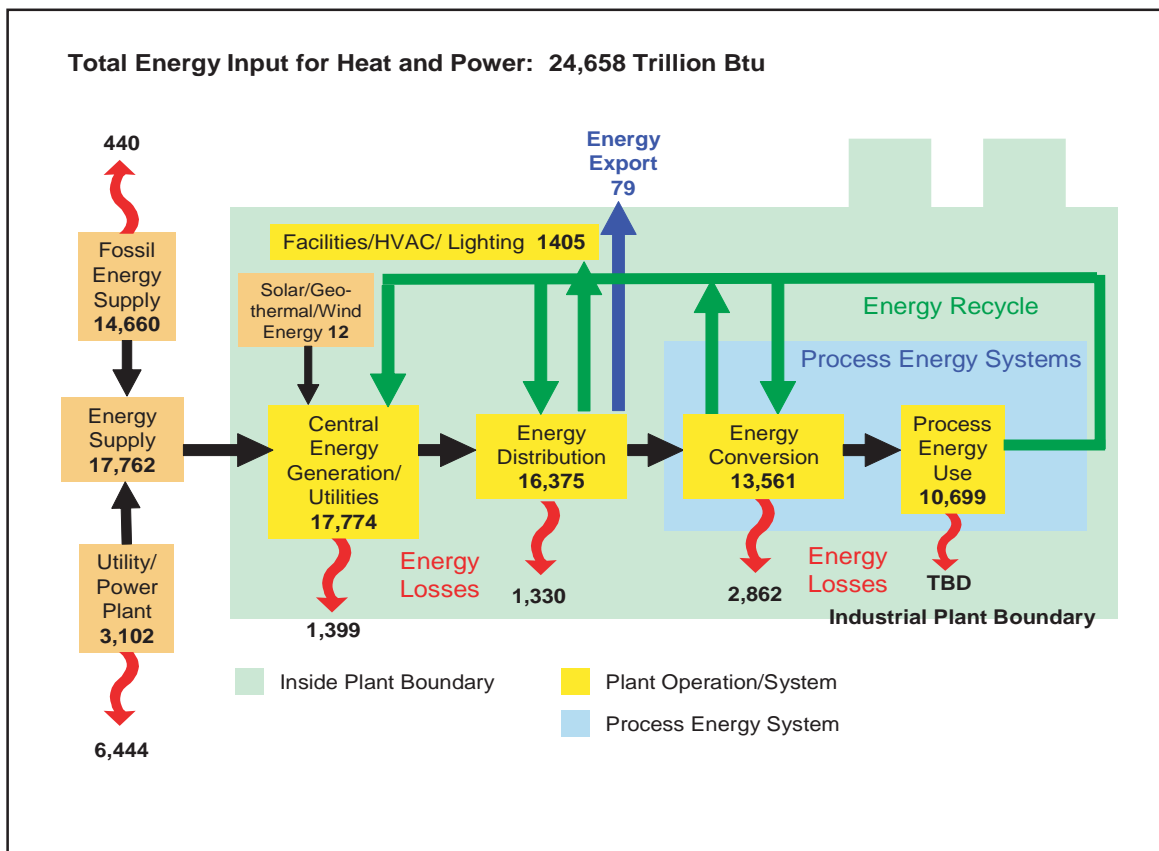 Total Energy Input for Heat and Power: 24,658 Trillion Btu
440
Energy
Export
79
Fossil
Energy
Supply
14,660
Facilities/HVAC/ Lighting 1405
Solar/Geo-
thermal/Wind
Energy 12
Energy Recycle
Process Energy Systems
Energy
Supply
17,762
Central
Energy
Generation/
Utilities
17,774
Energy
Distribution
16,375
Energy
Conversion
13,561
Process
Energy
Use
10,699
Utility/
Power
Plant
3,102
Energy
Losses
1,399
1,330
2,862
Energy
Losses
TBD
Industrial Plant Boundary
6,444
Inside Plant Boundary
Plant Operation/System
Process Energy System